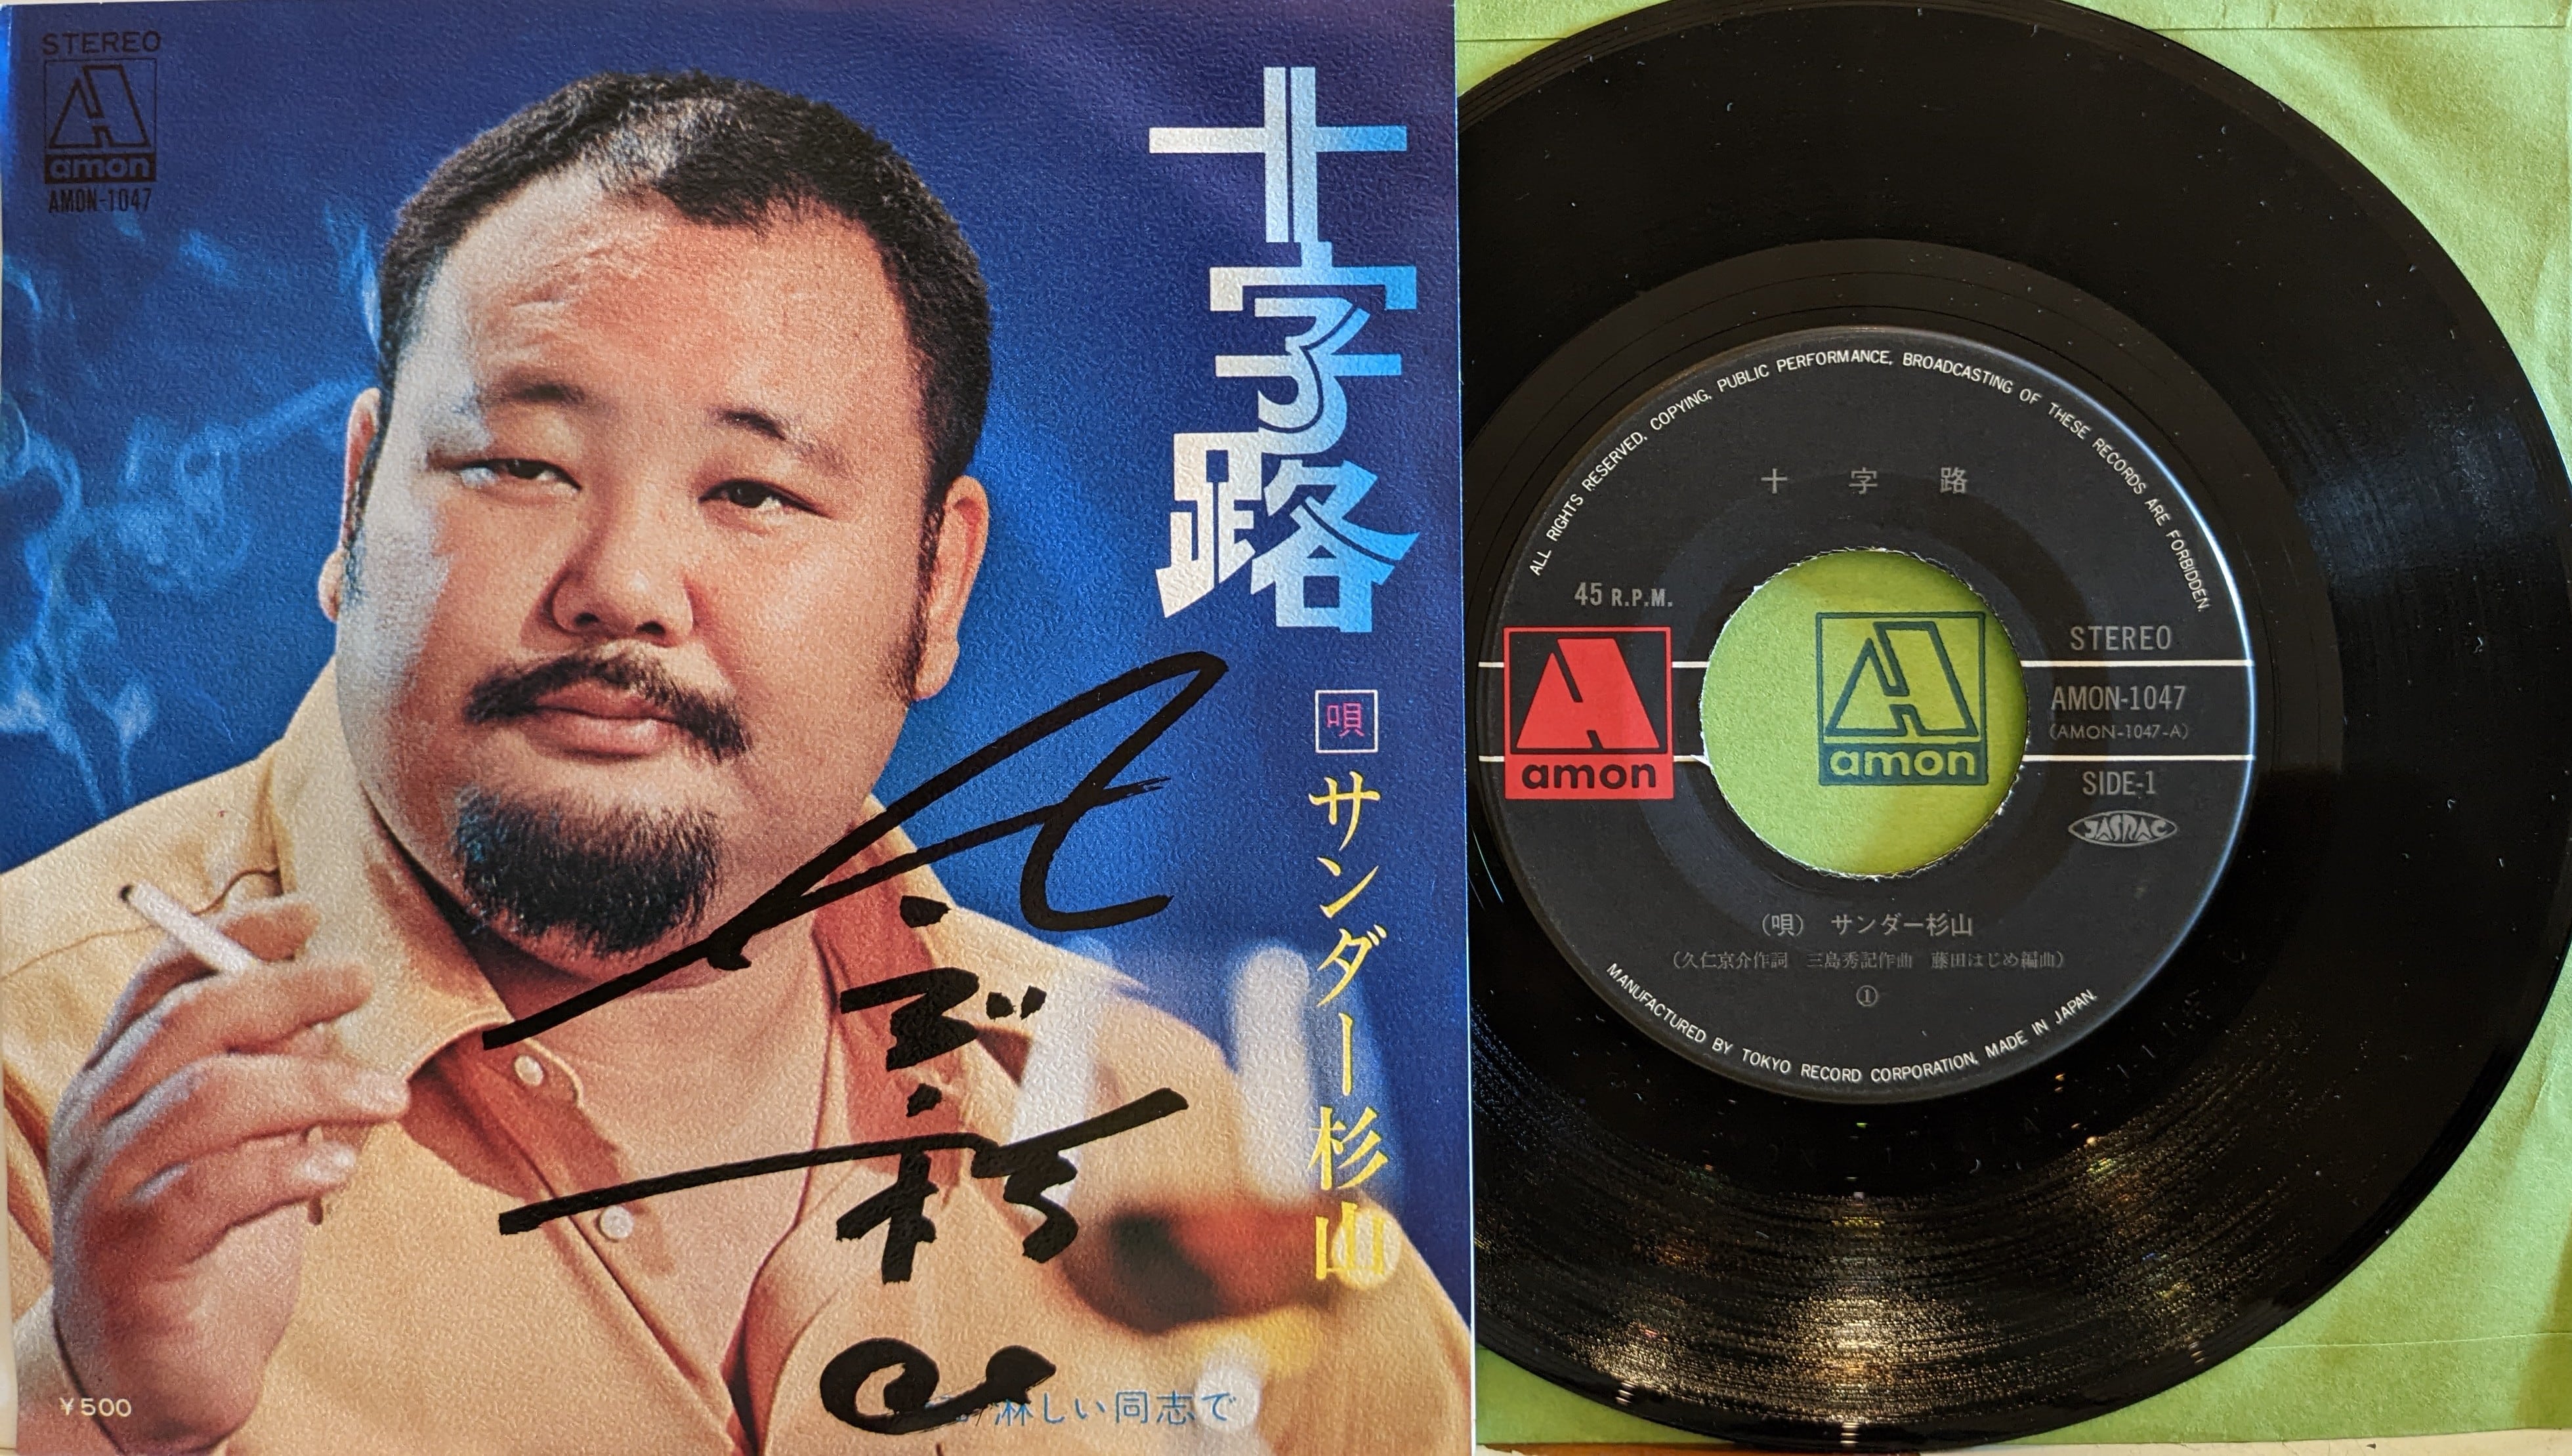 STEREO
amon
AMON-1047
十字路
唄
サンダー杉山
淋しい同志で
¥500
ALL RIGHTS RESERVED, COPYING, PUBLIC PERFORMANCE, BROADCASTING OF THESE RECORDS ARE FORBIDDEN.
十字路
45 R.P.M.
amon
amon
STEREO
AMON-1047
(AMON-1047-A)
SIDE-1
JASRAC
(唄) サンダー杉山
(久仁京介作詞 三島秀記作曲 藤田はじめ編曲)
①
MANUFACTURED BY TOKYO RECORD CORPORATION, MADE IN JAPAN.